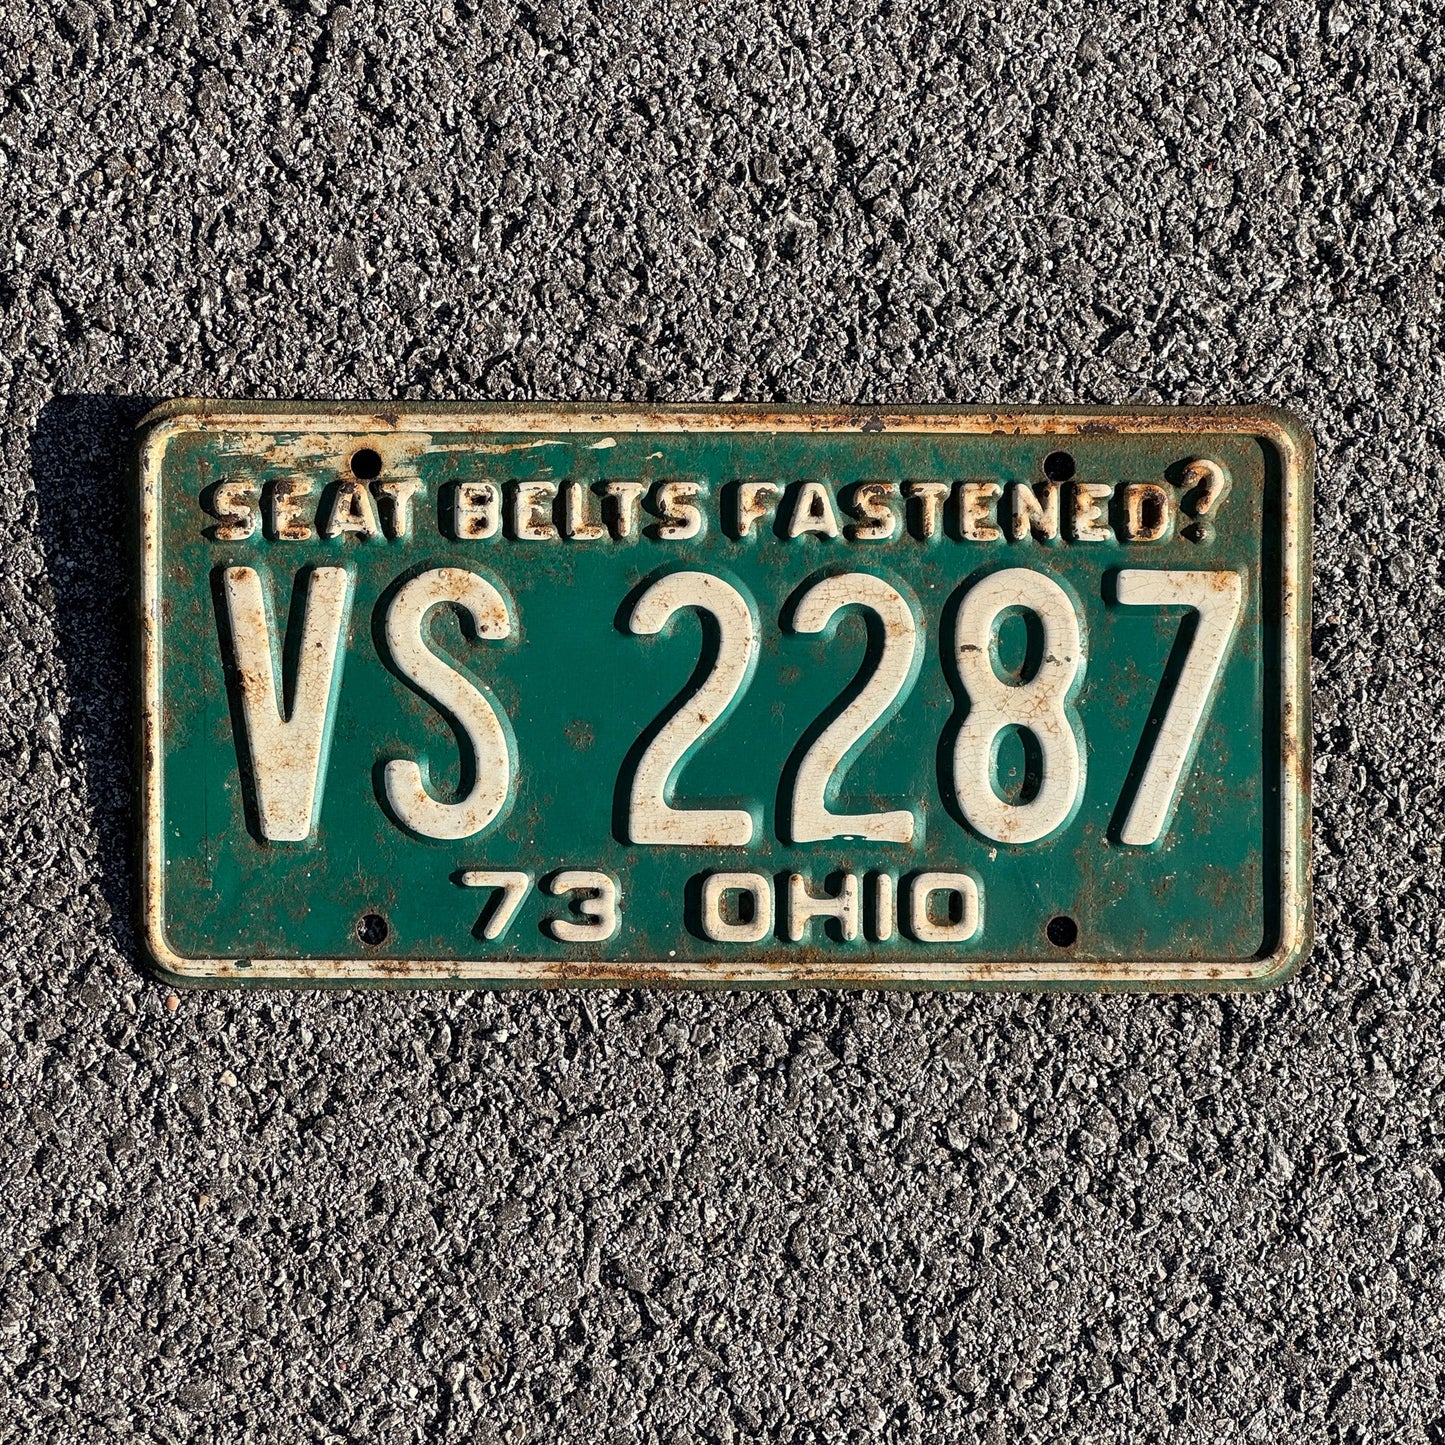 SEAT BELTS FASTENED?
VS 2287
73 OHIO